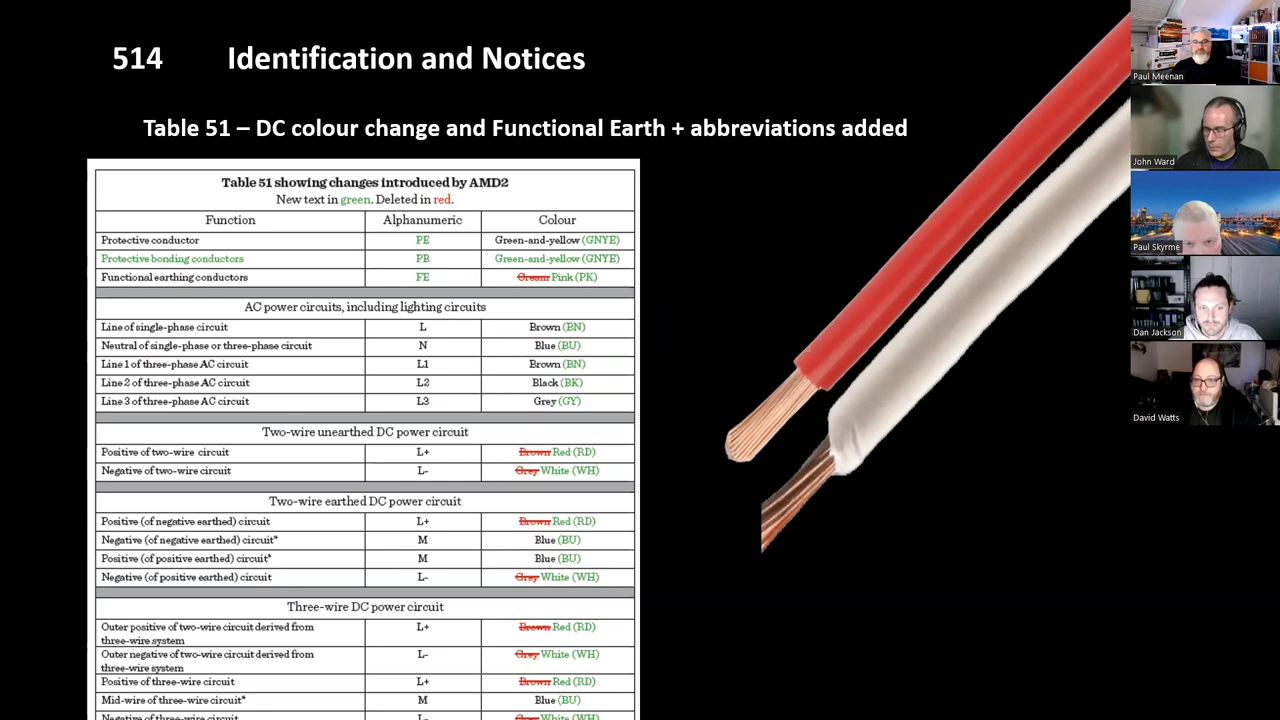 514 Identification and Notices
Table 51 – DC colour change and Functional Earth + abbreviations added
Table 51 showing changes introduced by AMD2
New text in green. Deleted in red.
Function Alphanumeric Colour
Protective conductor PE Green-and-yellow (GNYE)
Protective bonding conductors PB Green-and-yellow (GNYE)
Functional earthing conductors FE Cream Pink (PK)
AC power circuits, including lighting circuits
Line of single-phase circuit L Brown (BN)
Neutral of single-phase or three-phase circuit N Blue (BU)
Line 1 of three-phase AC circuit L1 Brown (BN)
Line 2 of three-phase AC circuit L2 Black (BK)
Line 3 of three-phase AC circuit L3 Grey (GY)
Two-wire unearthed DC power circuit
Positive of two-wire circuit L+ Brown Red (RD)
Negative of two-wire circuit L- Grey White (WH)
Two-wire earthed DC power circuit
Positive (of negative earthed) circuit L+ Brown Red (RD)
Negative (of negative earthed) circuit* M Blue (BU)
Positive (of positive earthed) circuit* M Blue (BU)
Negative (of positive earthed) circuit L- Grey White (WH)
Three-wire DC power circuit
Outer positive of two-wire circuit derived from
three-wire system L+ Brown Red (RD)
Outer negative of two-wire circuit derived from
three-wire system L- Grey White (WH)
Positive of three-wire circuit L+ Brown Red (RD)
Mid-wire of three-wire circuit* M Blue (BU)
Negative of three-wire circuit L- Grey White (WH)
Paul Meenan
John Ward
Paul Skyrme
Dan Jackson
David Watts